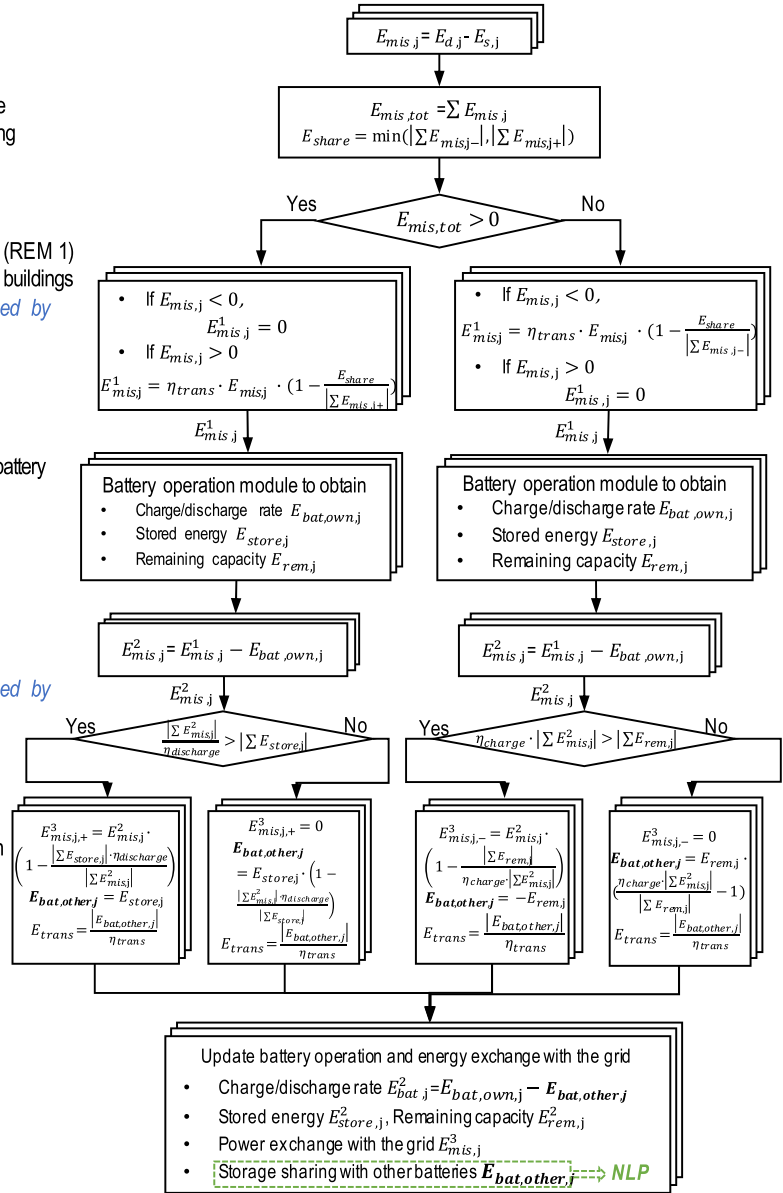 E_{mis,j} = E_{d,j} - E_{s,j}
e
ng
E_{mis,tot} = ∑ E_{mis,j}
E_{share} = min(|∑E_{mis,j-}|, |∑E_{mis,j+}|)
Yes
E_{mis,tot} > 0
No
(REM 1)
buildings
ed by
• If E_{mis,j} < 0,
E^1_{mis,j} = 0
• If E_{mis,j} > 0
E^1_{mis,j} = η_{trans} · E_{mis,j} · (1 − E_{share} / |∑ E_{mis,j+}|)
• If E_{mis,j} < 0,
E^1_{mis,j} = η_{trans} · E_{mis,j} · (1 − E_{share} / |∑ E_{mis,j-}|)
• If E_{mis,j} > 0
E^1_{mis,j} = 0
E^1_{mis,j}
E^1_{mis,j}
battery
Battery operation module to obtain
• Charge/discharge rate E_{bat,own,j}
• Stored energy E_{store,j}
• Remaining capacity E_{rem,j}
Battery operation module to obtain
• Charge/discharge rate E_{bat,own,j}
• Stored energy E_{store,j}
• Remaining capacity E_{rem,j}
E^2_{mis,j} = E^1_{mis,j} − E_{bat,own,j}
E^2_{mis,j} = E^1_{mis,j} − E_{bat,own,j}
ed by
E^2_{mis,j}
E^2_{mis,j}
Yes
|∑ E^2_{mis,j}| / η_{discharge} > |∑ E_{store,j}|
No
Yes
η_{charge} · |∑ E^2_{mis,j}| > |∑E_{rem,j}|
No
n
E^3_{mis,j,+} = E^2_{mis,j} ·
(1 − |∑E_{store,j}|·η_{discharge} / |∑E^2_{mis,j}|)
E_{bat,other,j} = E_{store,j}
E_{trans} = |E_{bat,other,j}| / η_{trans}
E^3_{mis,j,+} = 0
E_{bat,other,j}
= E_{store,j} · (1 −
|∑E^2_{mis,j}|·η_{discharge} / |∑E_{store,j}|)
E_{trans} = |E_{bat,other,j}| / η_{trans}
E^3_{mis,j,-} = E^2_{mis,j} ·
(1 − |∑E_{rem,j}| / η_{charge}·|∑E^2_{mis,j}|)
E_{bat,other,j} = −E_{rem,j}
E_{trans} = |E_{bat,other,j}| / η_{trans}
E^3_{mis,j,-} = 0
E_{bat,other,j} = E_{rem,j} ·
(η_{charge}·|∑E^2_{mis,j}| / |∑ E_{rem,j}| − 1)
E_{trans} = |E_{bat,other,j}| / η_{trans}
Update battery operation and energy exchange with the grid
• Charge/discharge rate E^2_{bat,j} = E_{bat,own,j} − E_{bat,other,j}
• Stored energy E^2_{store,j}, Remaining capacity E^2_{rem,j}
• Power exchange with the grid E^3_{mis,j}
• Storage sharing with other batteries E_{bat,other,j} ⇒ NLP